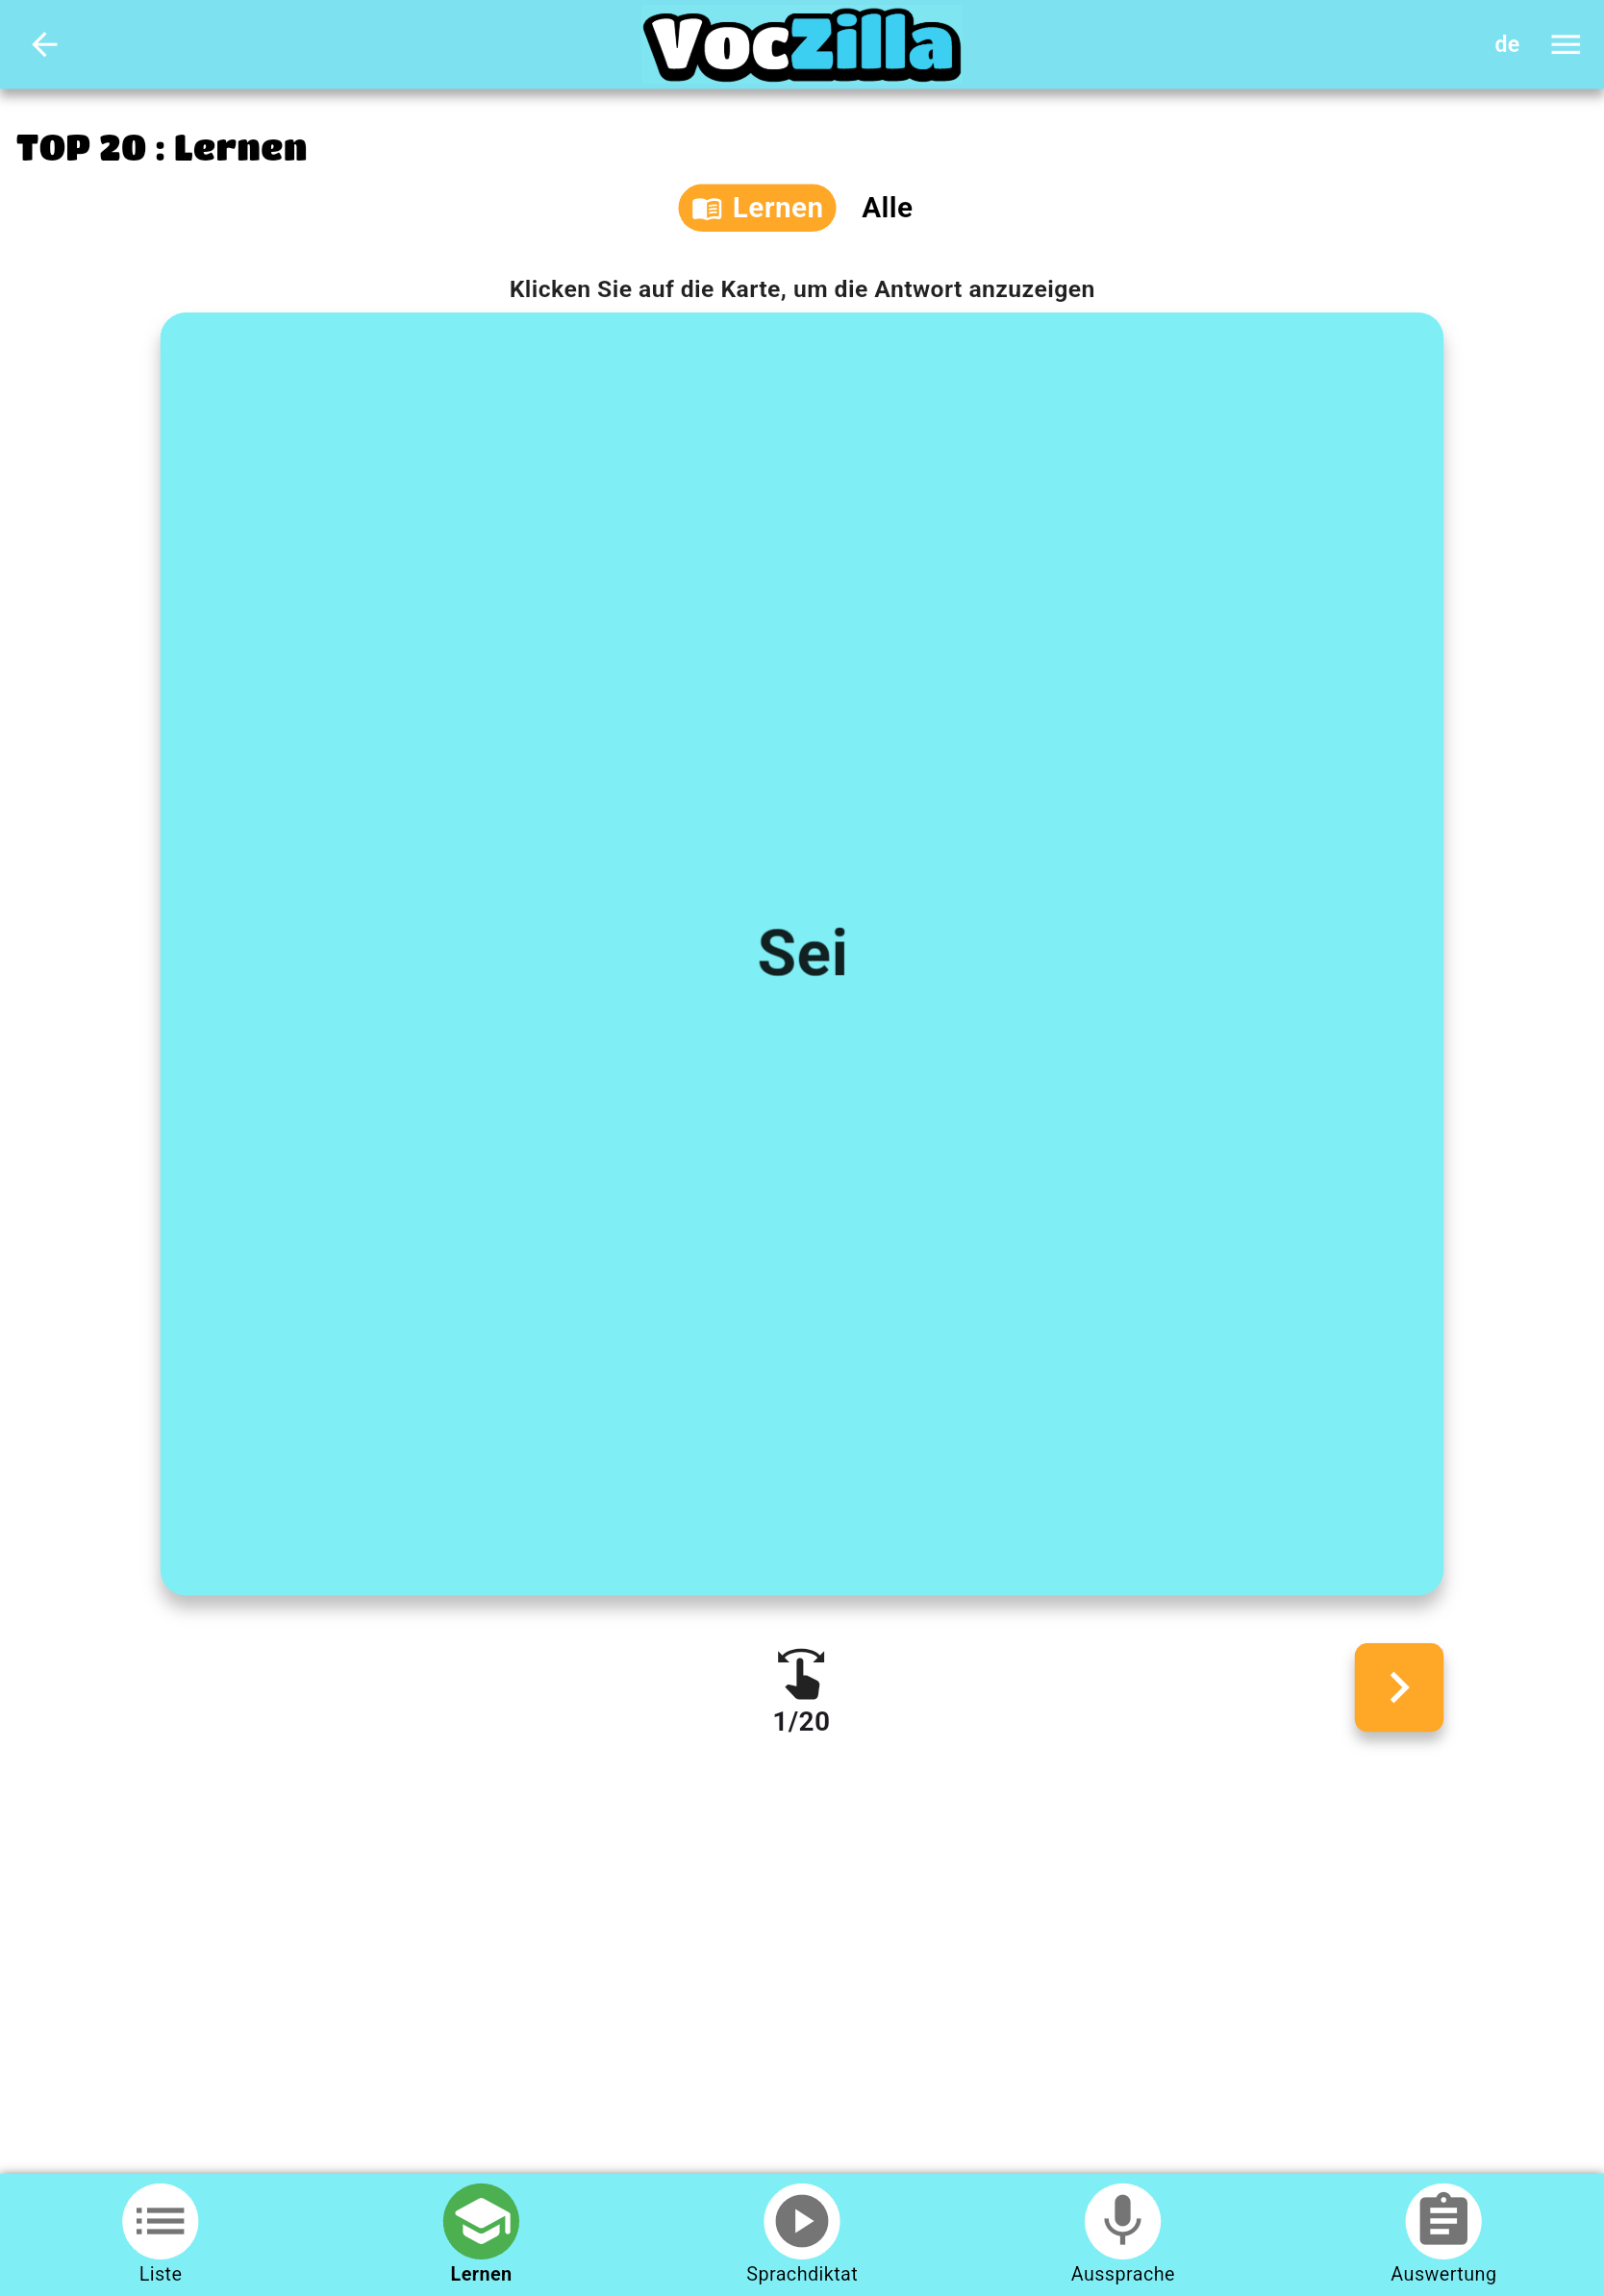 VocZilla
de
TOP 20 : Lernen
Lernen
Alle
Klicken Sie auf die Karte, um die Antwort anzuzeigen
Sei
1/20
Liste
Lernen
Sprachdiktat
Aussprache
Auswertung